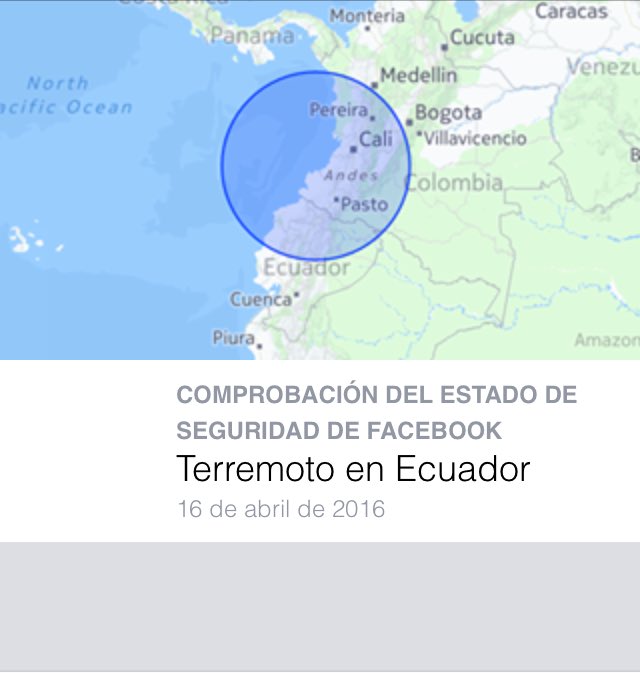 Monteria
Caracas
Panama
Cucuta
Venezu
North
acific Ocean
Medellin
Pereira
Bogota
Cali
Villavicencio
B
Andes
Colombia
Pasto
Ecuador
Cuenca
Piura
Amazon
COMPROBACIÓN DEL ESTADO DE
SEGURIDAD DE FACEBOOK
Terremoto en Ecuador
16 de abril de 2016